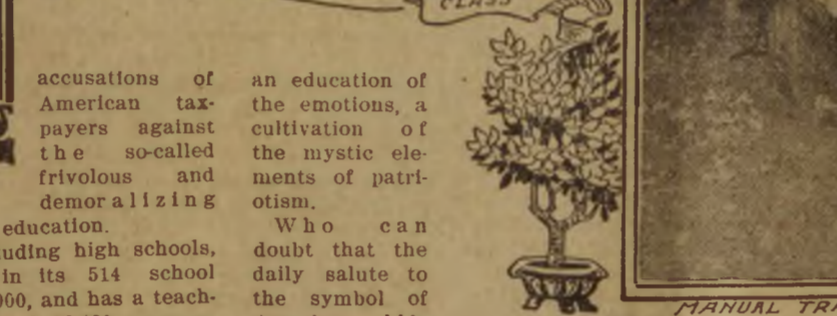 CLASS
accusations of
American tax-
payers against
the so-called
frivolous and
demoralizing
education.
uding high schools,
in its 514 school
000, and has a teach-
an education of
the emotions, a
cultivation of
the mystic ele-
ments of patri-
otism.
Who can
doubt that the
daily salute to
the symbol of
MANUAL TRA